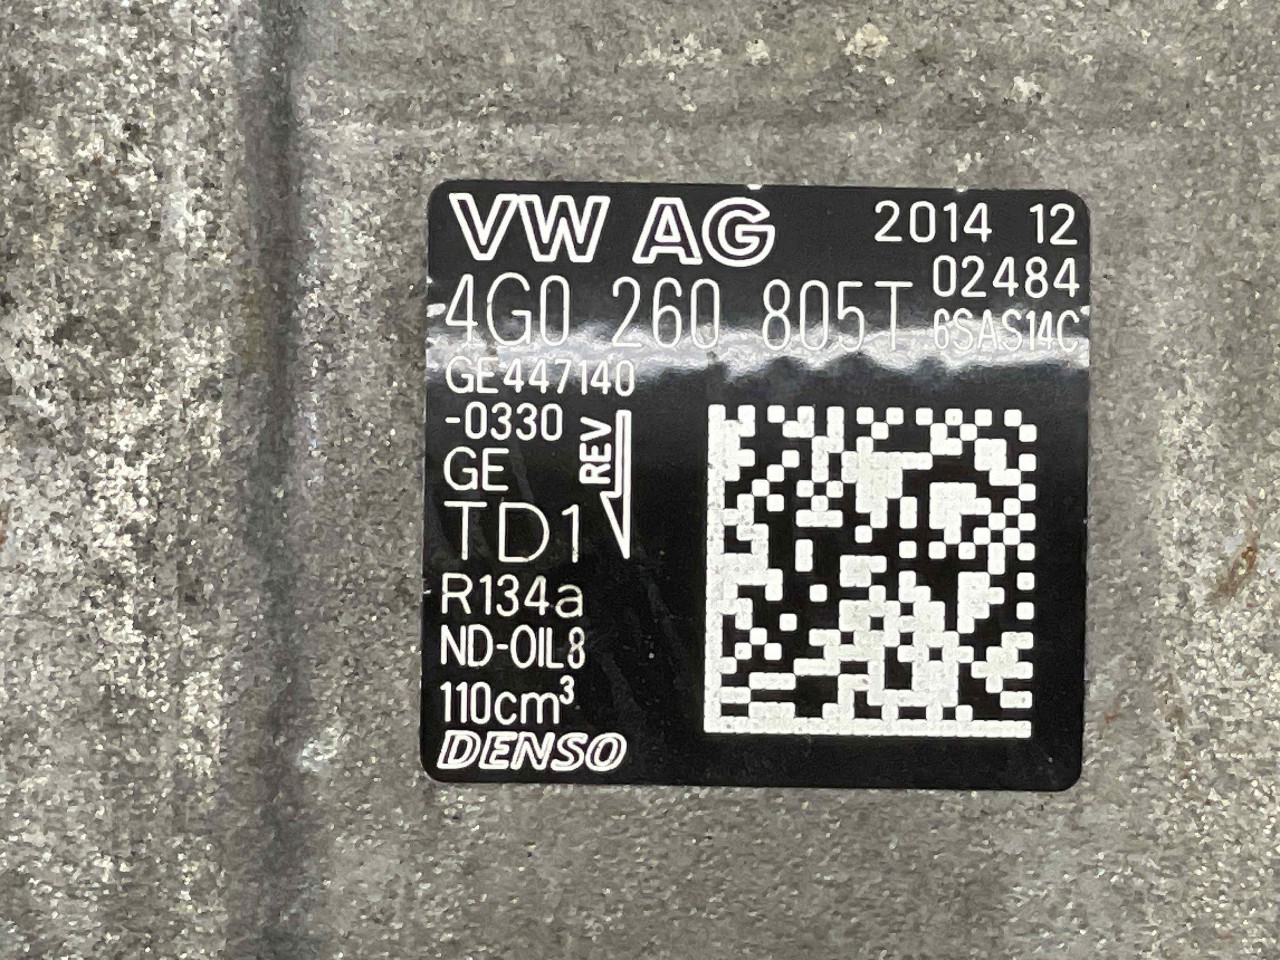 VW AG 2014 12
02484
4G0 260 805T 6SAS14C
GE447140
-0330
REV
GE
TD1
R134a
ND-OIL8
110cm³
DENSO